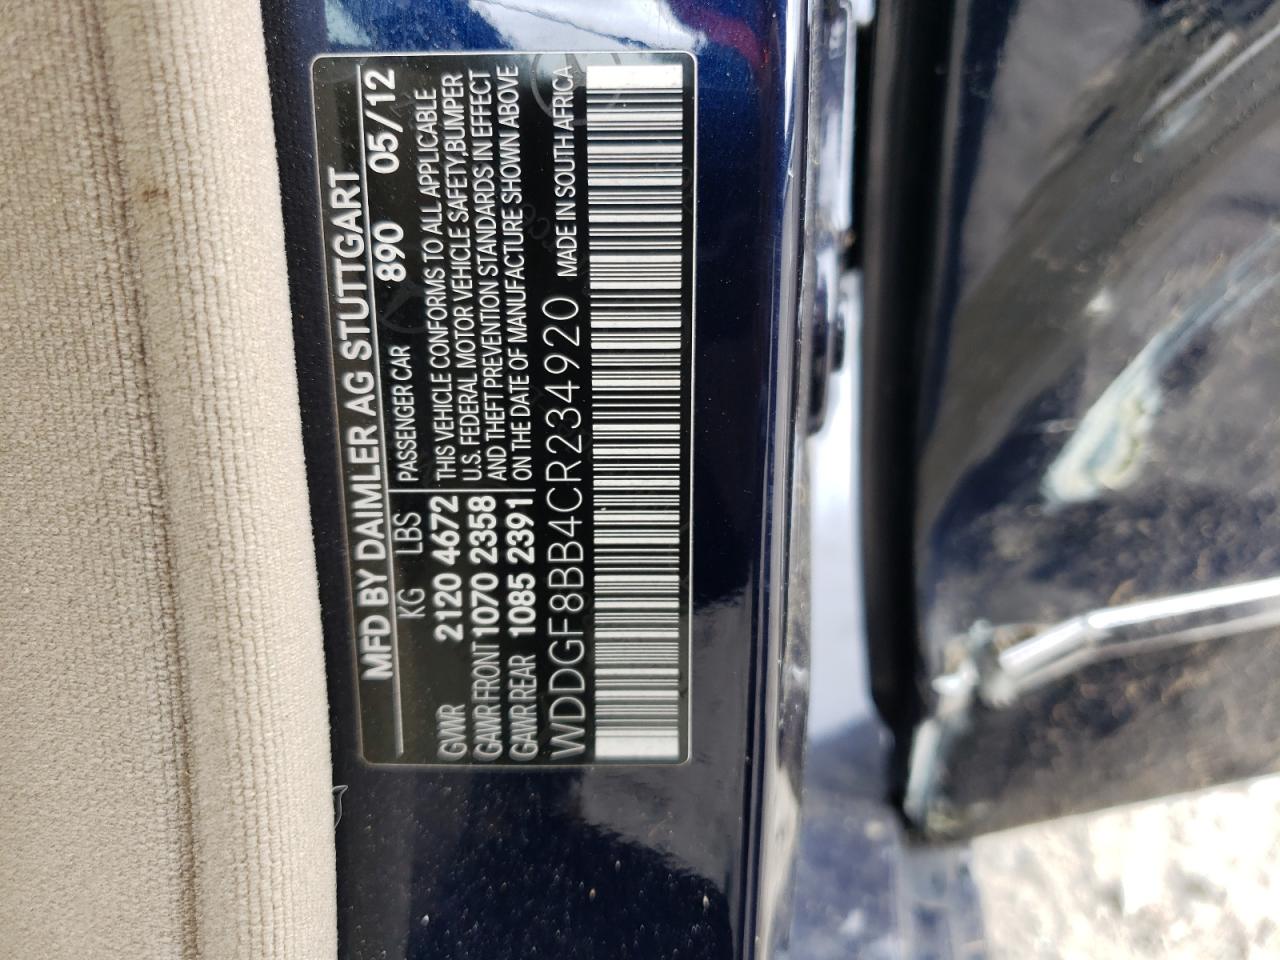 MFD BY DAIMLER AG STUTTGART
KG LBS PASSENGER CAR 890 05/12
GVWR 2120 4672 THIS VEHICLE CONFORMS TO ALL APPLICABLE
U.S. FEDERAL MOTOR VEHICLE SAFETY,BUMPER
GAWR FRONT 1070 2358 AND THEFT PREVENTION STANDARDS IN EFFECT
GAWR REAR 1085 2391 ON THE DATE OF MANUFACTURE SHOWN ABOVE
WDDGF8BB4CR234920 MADE IN SOUTH AFRICA